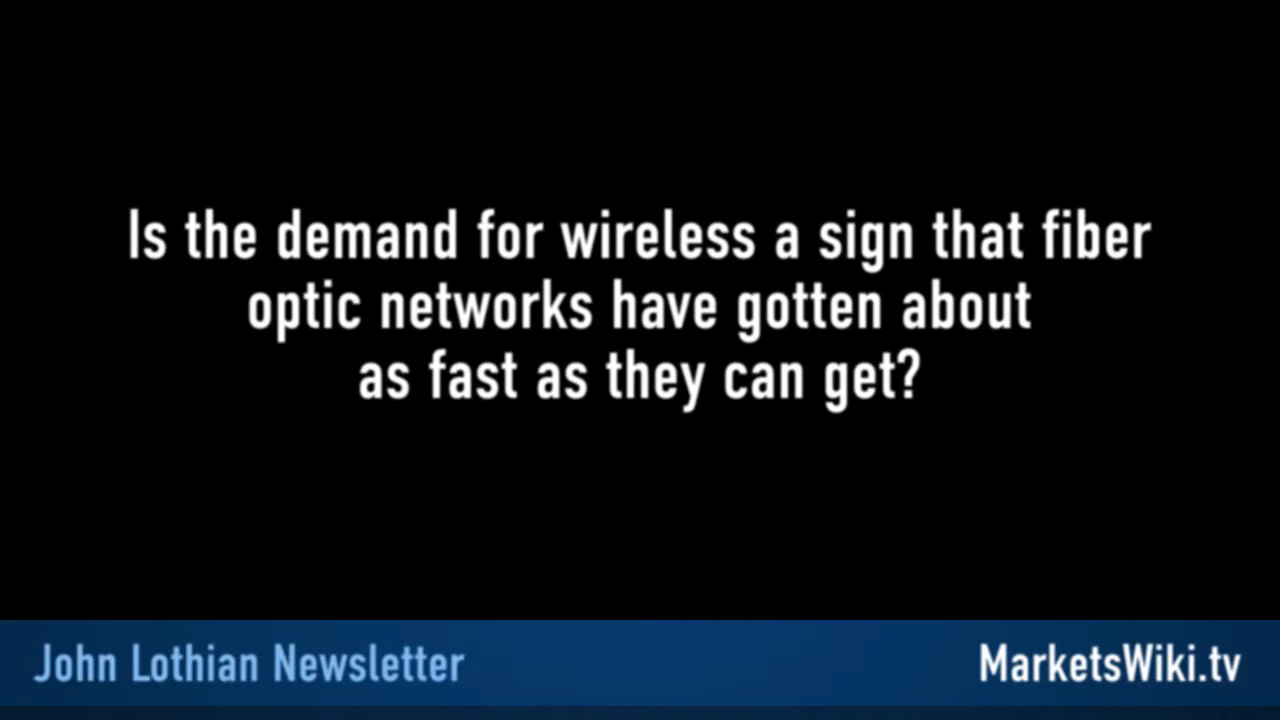 Is the demand for wireless a sign that fiber
optic networks have gotten about
as fast as they can get?
John Lothian Newsletter
MarketsWiki.tv